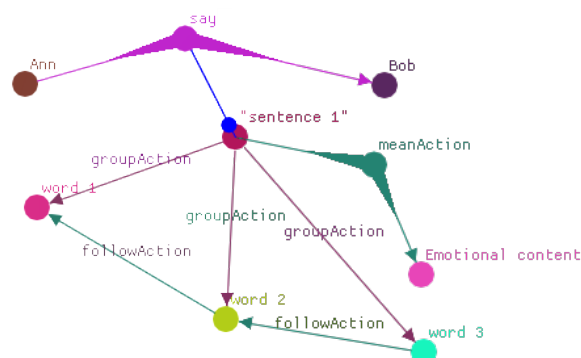 say
Ann
Bob
"sentence 1"
meanAction
groupAction
word 1
groupAction
groupAction
followAction
Emotional content
word 2
followAction
word 3